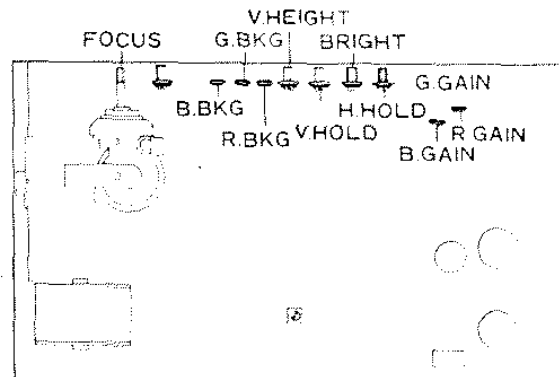 V.HEIGHT
FOCUS G.BKG BRIGHT
G.GAIN
B.BKG H.HOLD
R.BKG V.HOLD R GAIN
B.GAIN